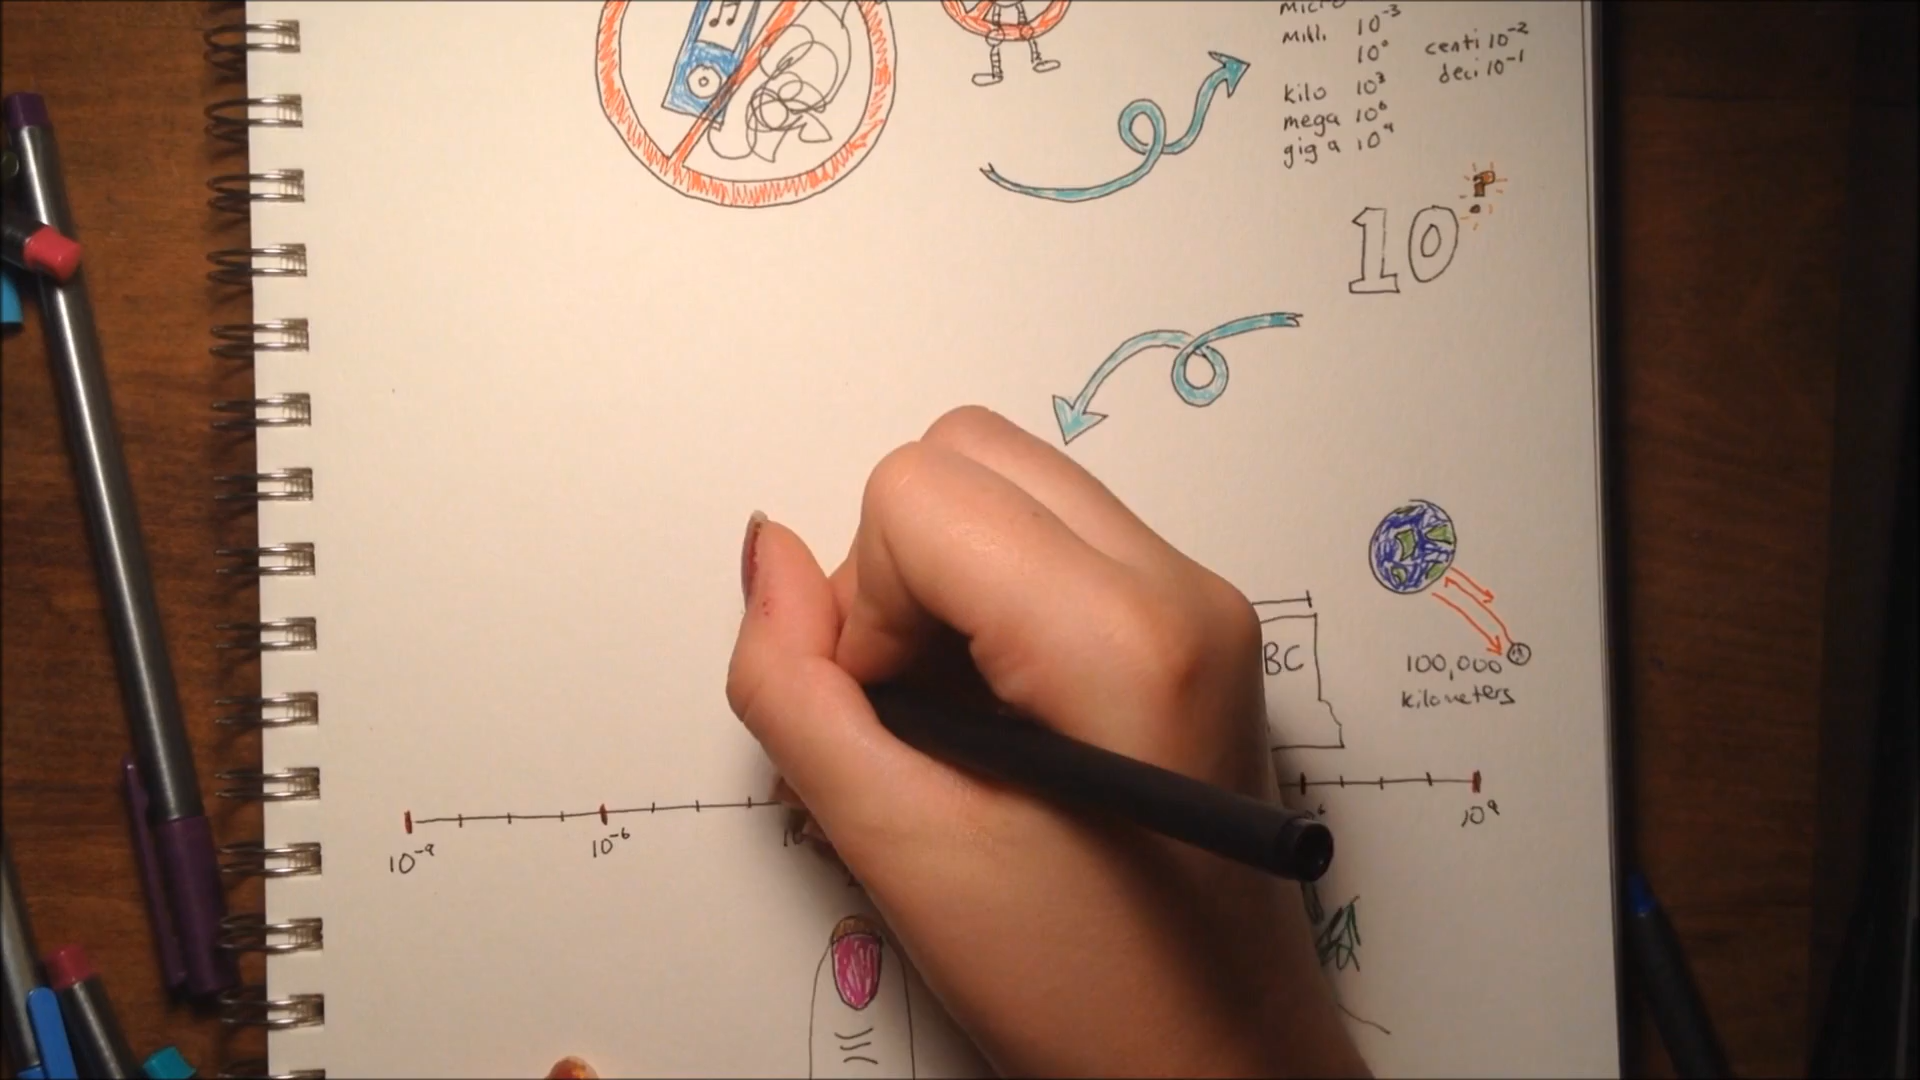 micro
milli 10⁻³
10⁰
centi 10⁻²
deci 10⁻¹
kilo 10³
mega 10⁶
giga 10⁹
10?
BC
100,000
kilometers
10⁻⁹
10⁻⁶
10⁹